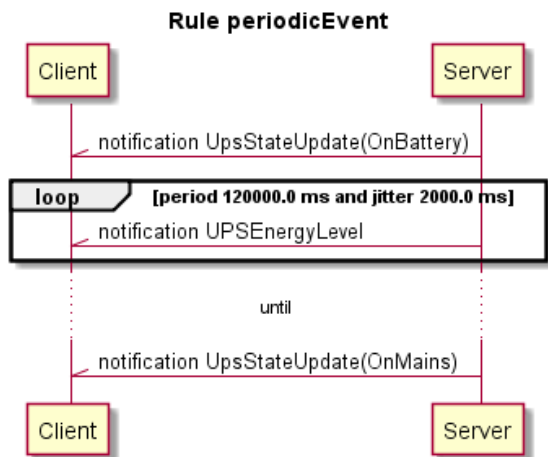 Rule periodicEvent
Client
Server
notification UpsStateUpdate(OnBattery)
loop
[period 120000.0 ms and jitter 2000.0 ms]
notification UPSEnergyLevel
until
notification UpsStateUpdate(OnMains)
Client
Server